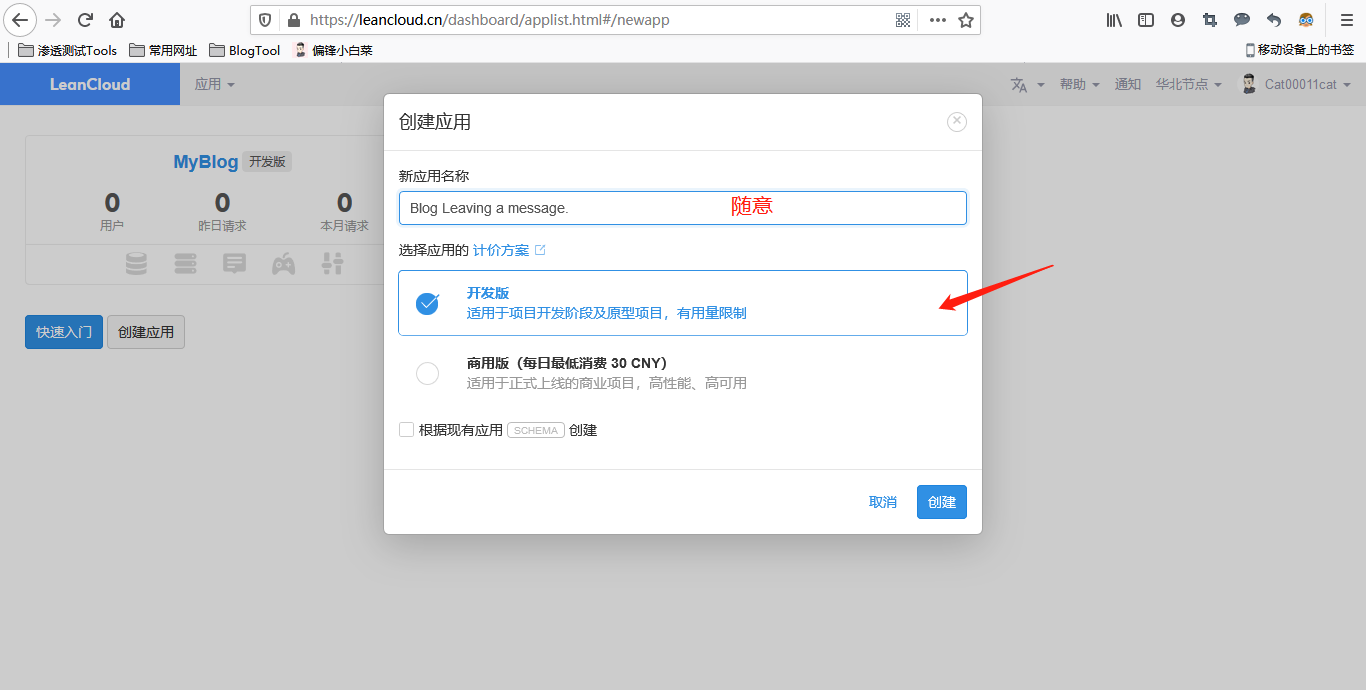 https://leancloud.cn/dashboard/applist.html#/newapp
渗透测试Tools 常用网址 BlogTool 偏锋小白菜 移动设备上的书签
LeanCloud 应用 帮助 通知 华北节点 Cat00011cat
创建应用
MyBlog 开发版
0 0 0
用户 昨日请求 本月请求
快速入门 创建应用
新应用名称
Blog Leaving a message. 随意
选择应用的 计价方案
开发版
适用于项目开发阶段及原型项目，有用量限制
商用版（每日最低消费 30 CNY）
适用于正式上线的商业项目，高性能、高可用
根据现有应用 SCHEMA 创建
取消 创建